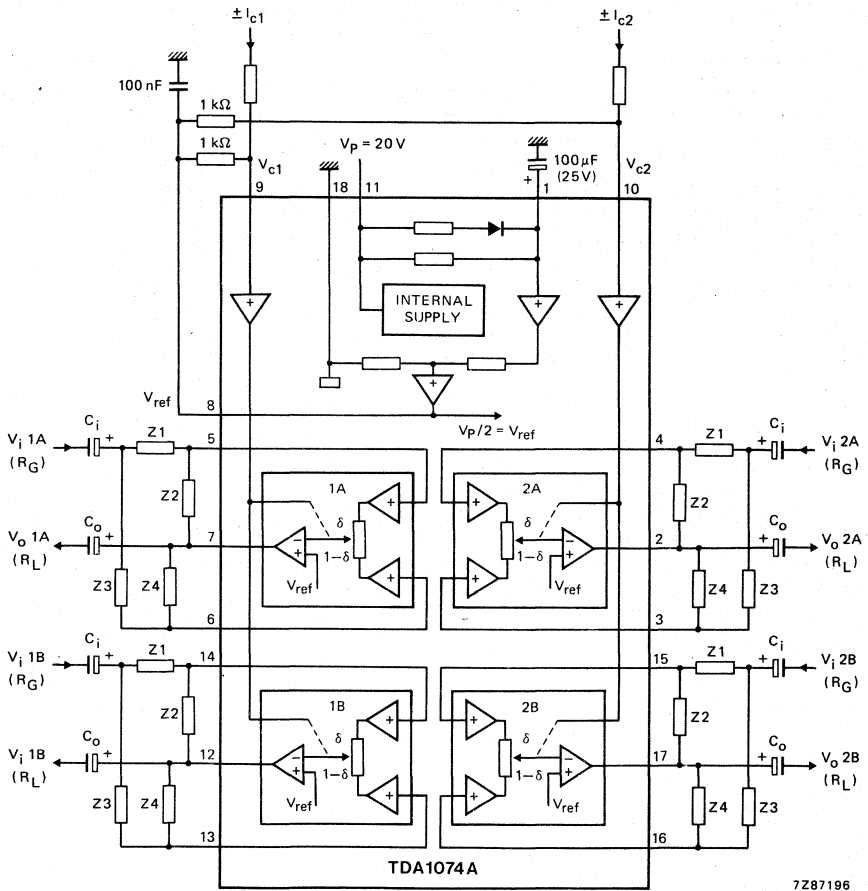 ± Ic1
± Ic2
100 nF
1 kΩ
1 kΩ
Vc1
VP = 20 V
100 μF
(25V)
Vc2
9
18
11
1
10
+
INTERNAL
SUPPLY
+
+
+
+
Vref
8
VP/2 = Vref
Vi 1A
(RG)
Ci
+
Z1
5
Z2
1A
+
δ
1–δ
–
+
Vref
+
Vo 1A
(RL)
Co
+
7
Z3
Z4
6
4
Z1
+
Ci
Vi 2A
(RG)
Z2
2A
+
δ
1–δ
–
+
Vref
+
2
+
Co
Vo 2A
(RL)
Z4
Z3
3
Vi 1B
(RG)
Ci
+
Z1
14
Z2
1B
+
δ
1–δ
–
+
Vref
+
Vo 1B
(RL)
Co
+
12
Z3
Z4
13
15
Z1
+
Ci
Vi 2B
(RG)
Z2
2B
+
δ
1–δ
–
+
Vref
+
17
+
Co
Vo 2B
(RL)
Z4
Z3
16
TDA1074A
7Z87196